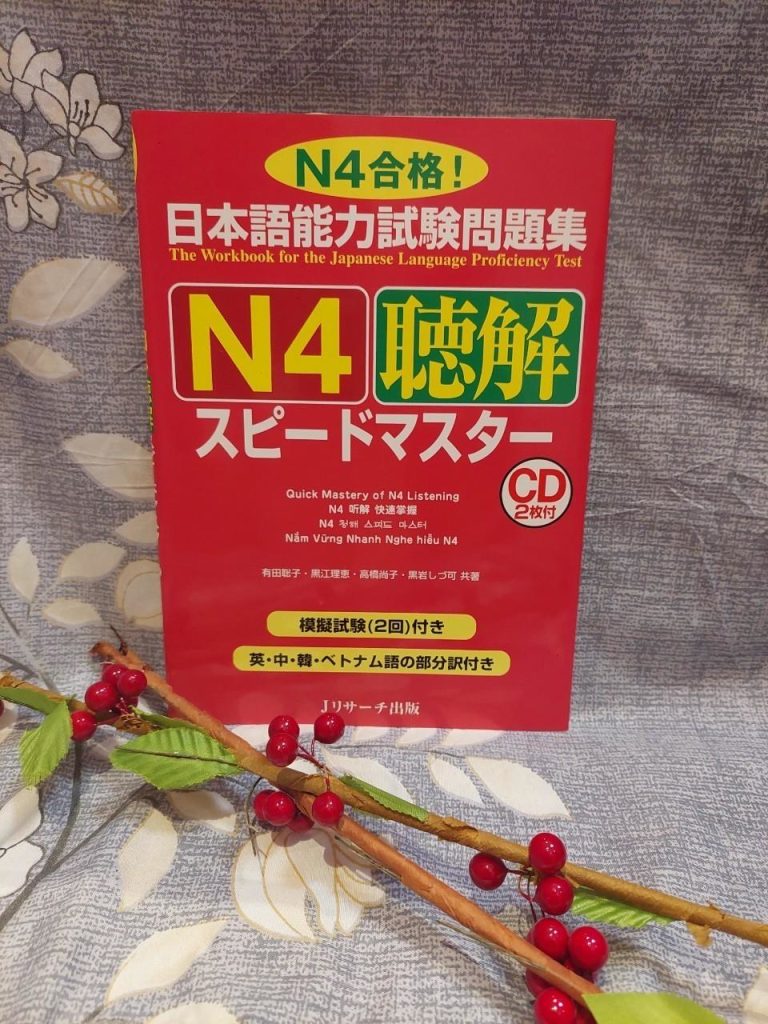 N4合格!
日本語能力試験問題集
The Workbook for the Japanese Language Proficiency Test
N4 聴解
スピードマスター
CD
2枚付
Quick Mastery of N4 Listening
N4 听解 快速掌握
N4 청해 스피드 마스터
Nắm Vững Nhanh Nghe hiểu N4
有田聡子・黒江理恵・高橋尚子・黒岩しづ可 共著
模擬試験(2回)付き
英・中・韓・ベトナム語の部分訳付き
Jリサーチ出版